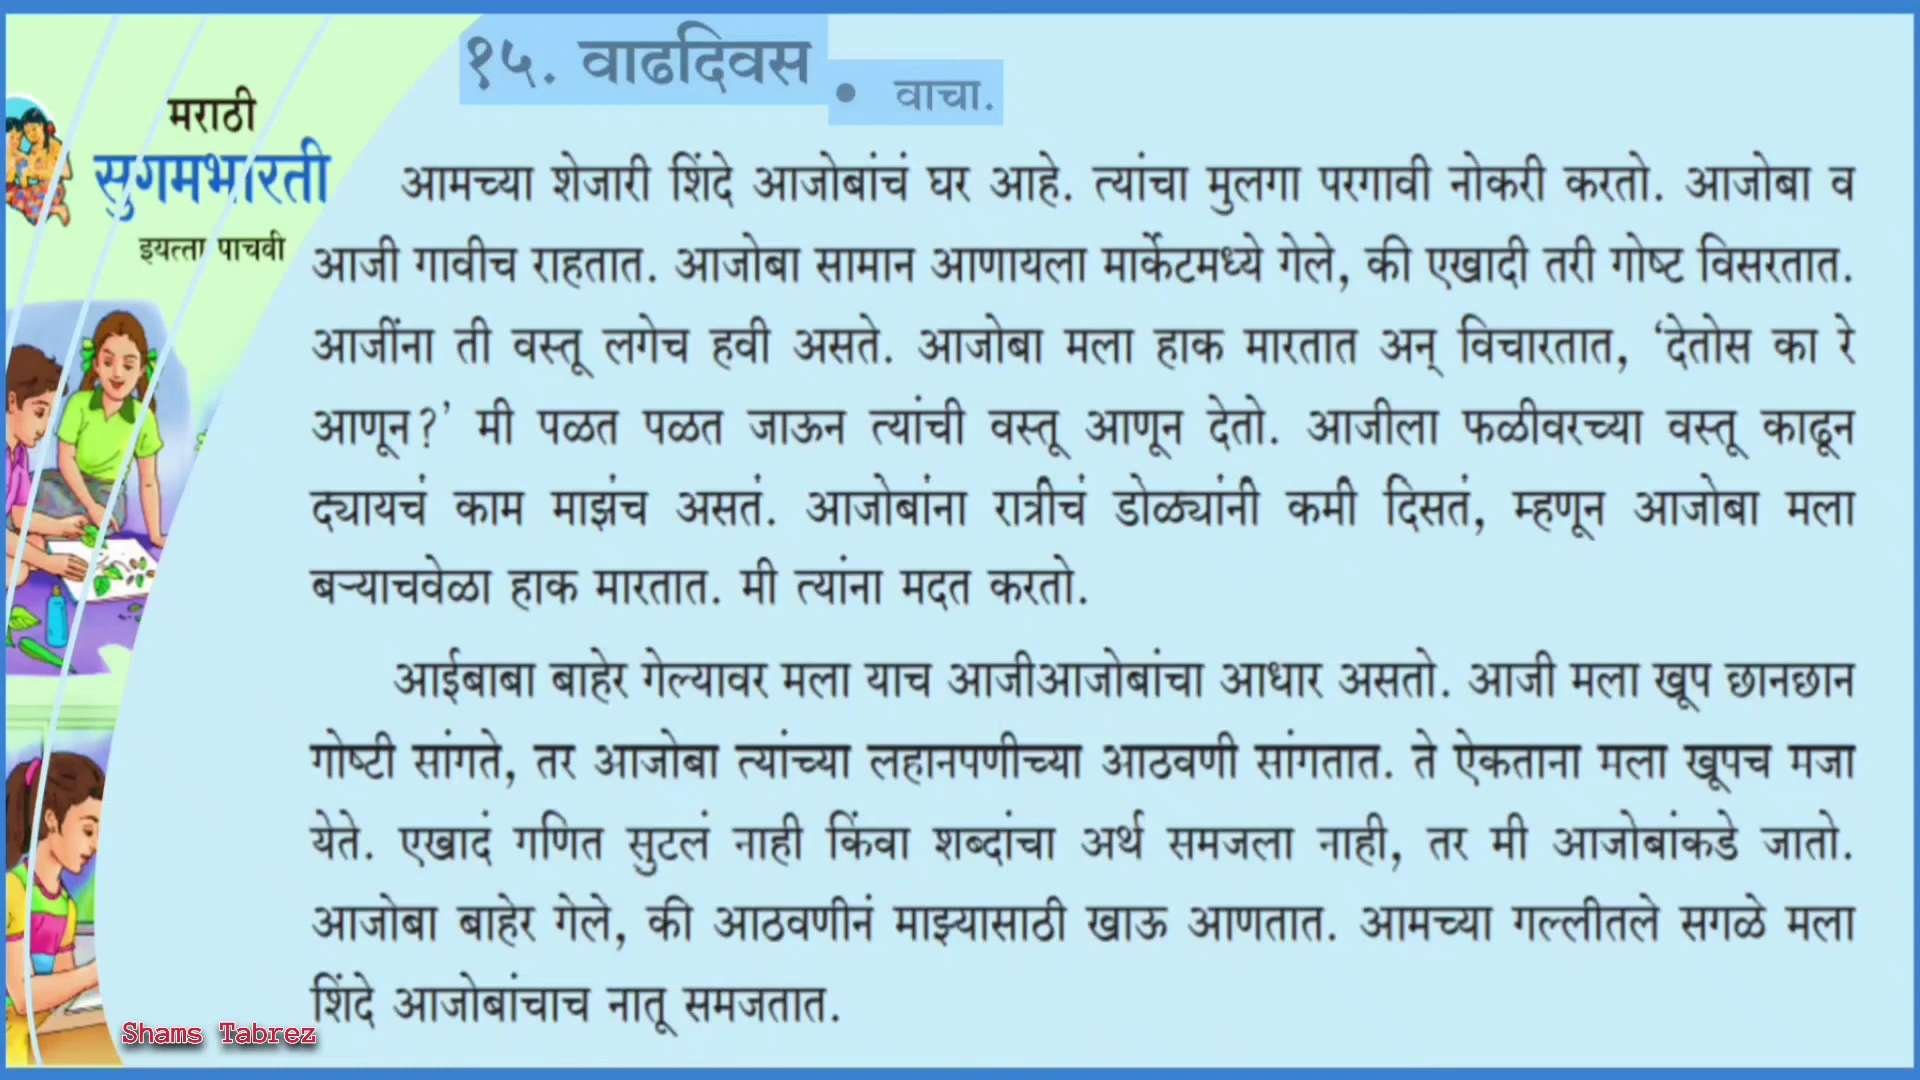 १५. वाढदिवस
• वाचा.
मराठी
सुगमभारती
इयत्ता पाचवी
आमच्या शेजारी शिंदे आजोबांचं घर आहे. त्यांचा मुलगा परगावी नोकरी करतो. आजोबा व
आजी गावीच राहतात. आजोबा सामान आणायला मार्केटमध्ये गेले, की एखादी तरी गोष्ट विसरतात.
आजींना ती वस्तू लगेच हवी असते. आजोबा मला हाक मारतात अन् विचारतात, ‘देतोस का रे
आणून?’ मी पळत पळत जाऊन त्यांची वस्तू आणून देतो. आजीला फळीवरच्या वस्तू काढून
द्यायचं काम माझंच असतं. आजोबांना रात्रीचं डोळ्यांनी कमी दिसतं, म्हणून आजोबा मला
बऱ्याचवेळा हाक मारतात. मी त्यांना मदत करतो.
आईबाबा बाहेर गेल्यावर मला याच आजीआजोबांचा आधार असतो. आजी मला खूप छानछान
गोष्टी सांगते, तर आजोबा त्यांच्या लहानपणीच्या आठवणी सांगतात. ते ऐकताना मला खूपच मजा
येते. एखादं गणित सुटलं नाही किंवा शब्दांचा अर्थ समजला नाही, तर मी आजोबांकडे जातो.
आजोबा बाहेर गेले, की आठवणीनं माझ्यासाठी खाऊ आणतात. आमच्या गल्लीतले सगळे मला
शिंदे आजोबांचाच नातू समजतात.
Shams Tabrez